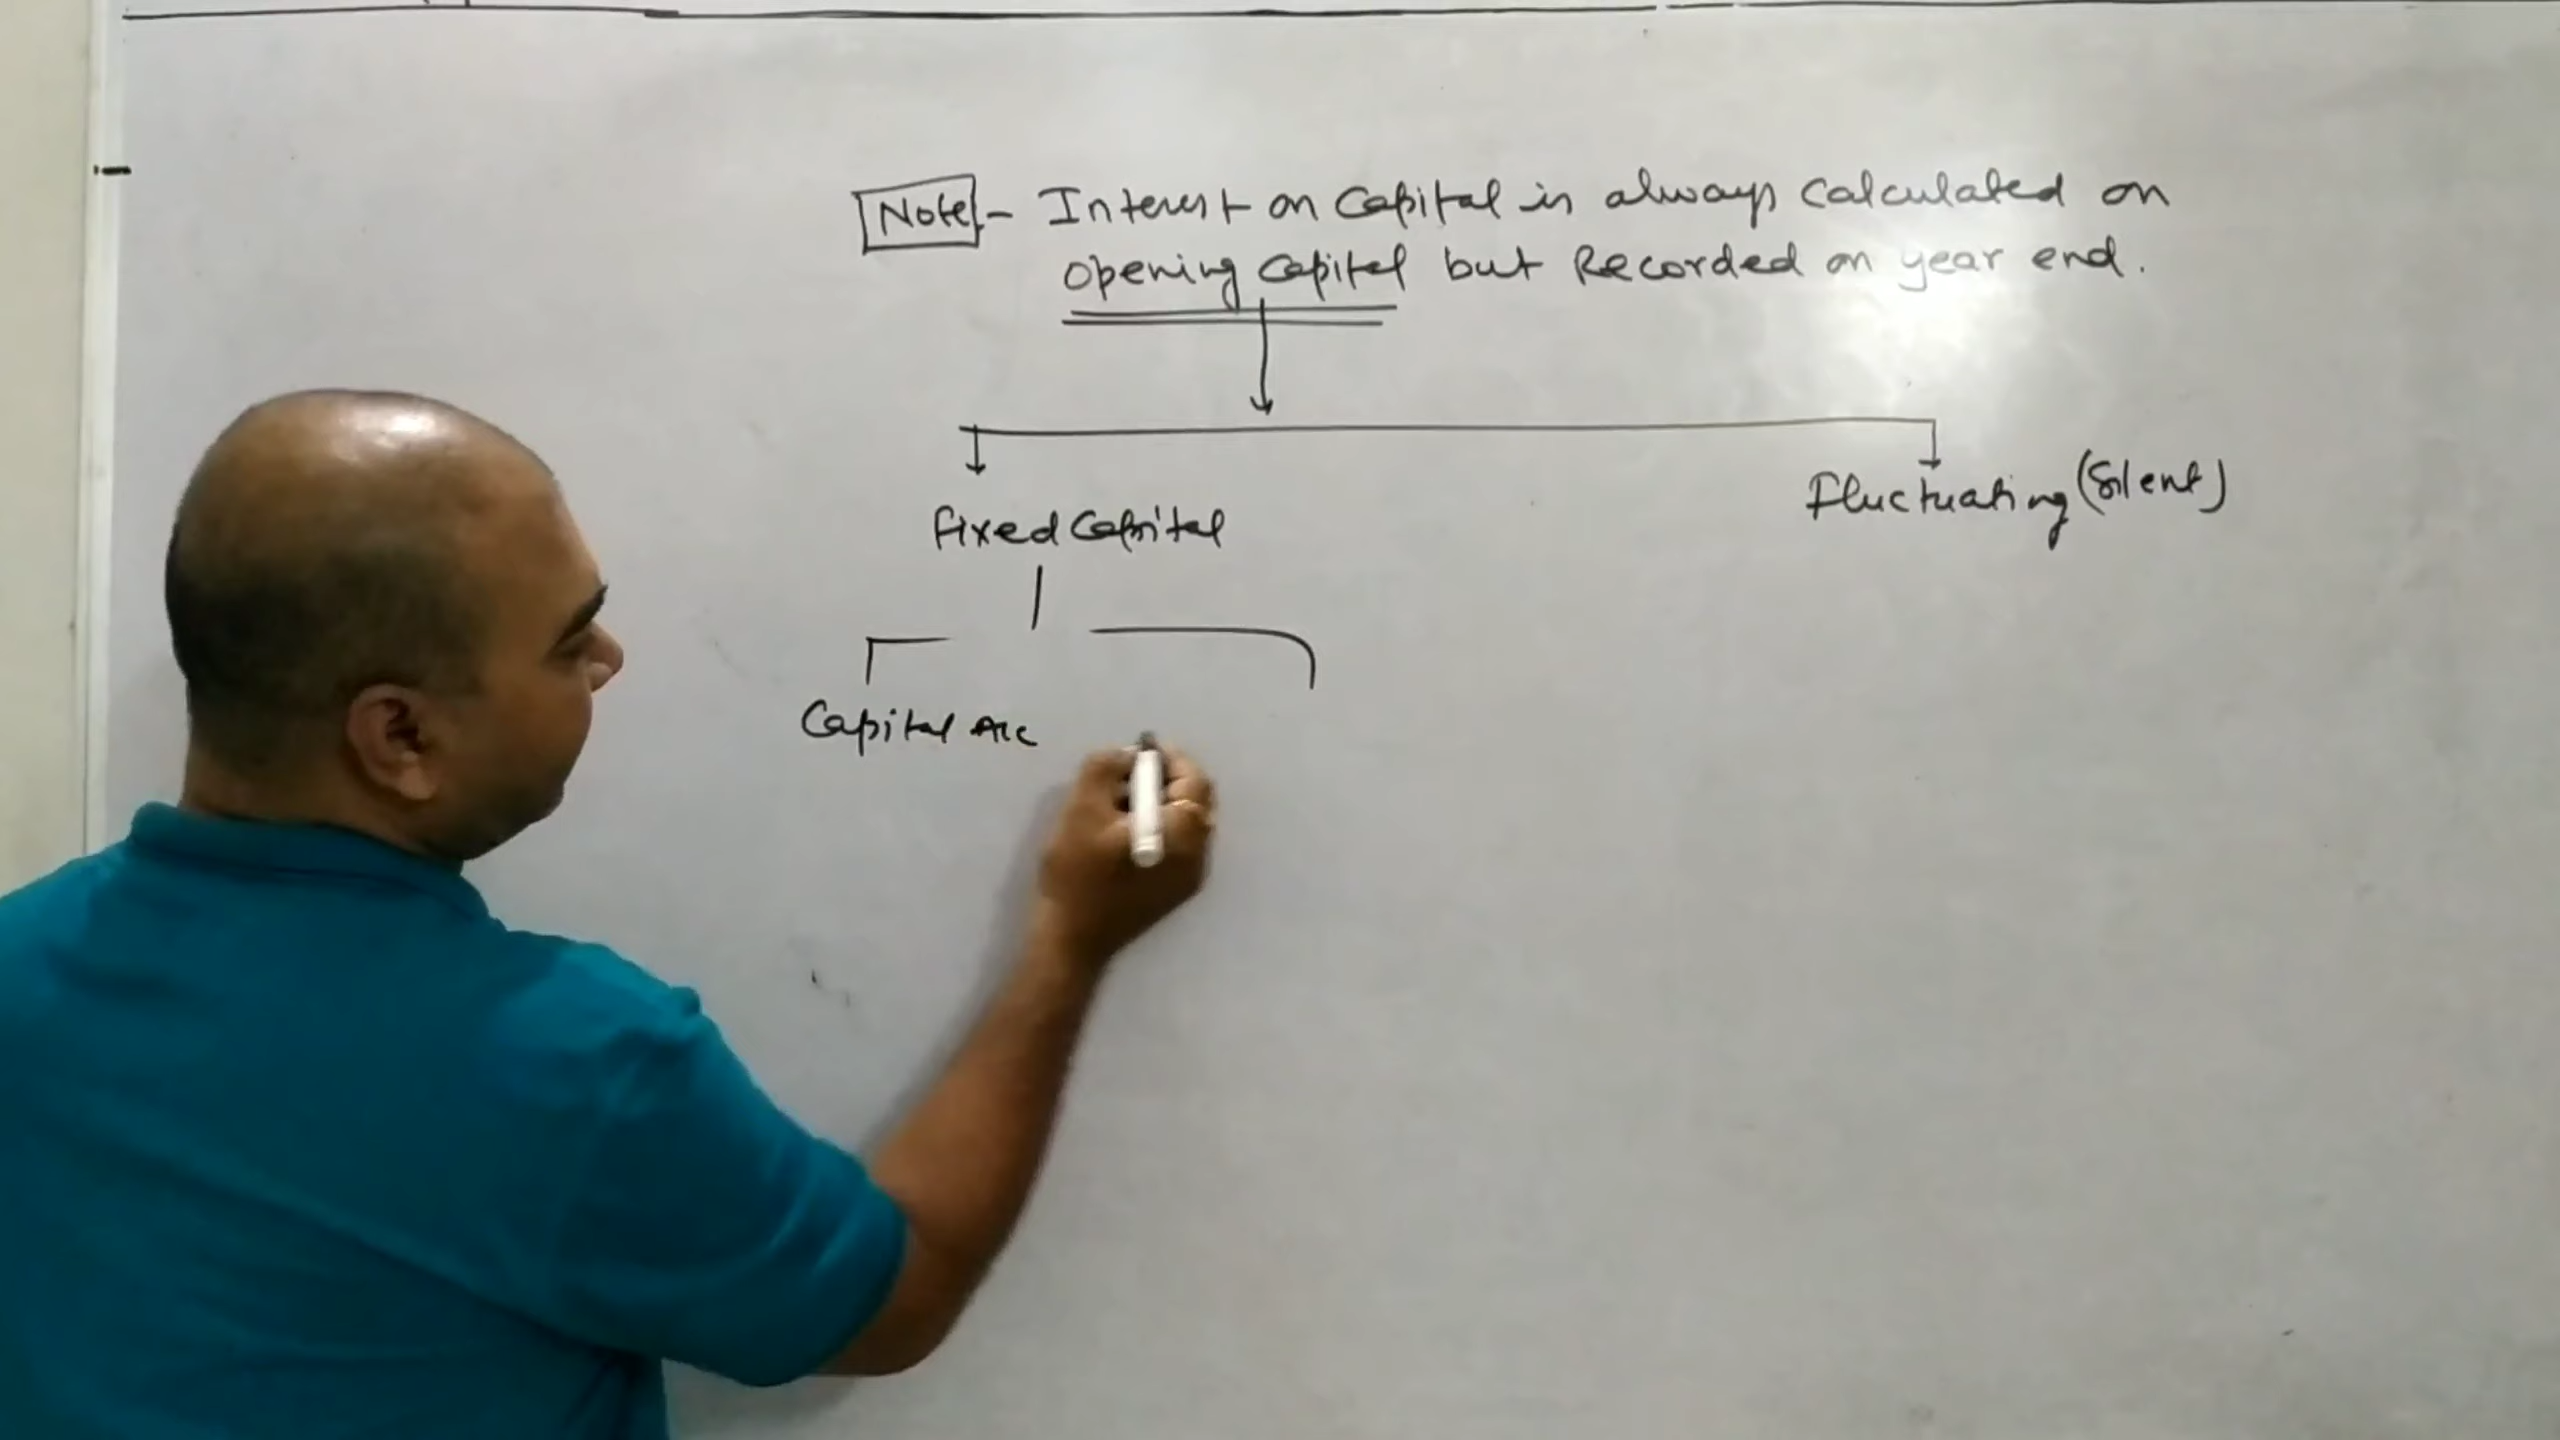 Note - Interest on Capital is always Calculated on
opening Capital but Recorded on year end.
Fixed Capital
Fluctuating (Silent)
Capital A/c